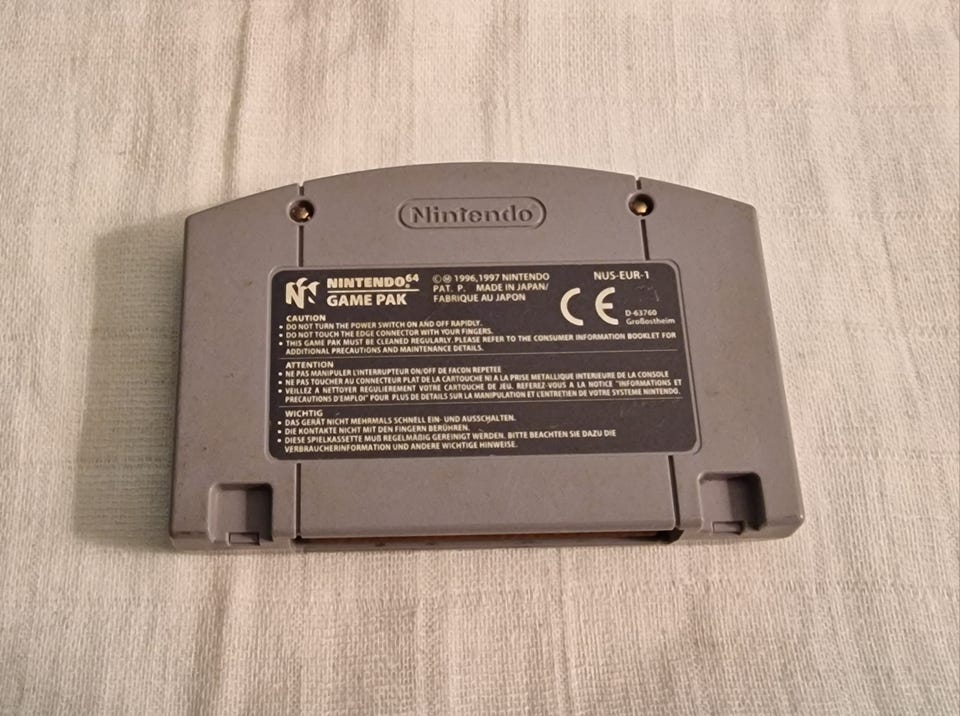 Nintendo
NINTENDO64
GAME PAK
©Ⓜ 1996,1997 NINTENDO
PAT. P. MADE IN JAPAN/
FABRIQUE AU JAPON
NUS-EUR-1
CE
D-63760
Großostheim
CAUTION
• DO NOT TURN THE POWER SWITCH ON AND OFF RAPIDLY.
• DO NOT TOUCH THE EDGE CONNECTOR WITH YOUR FINGERS.
• THIS GAME PAK MUST BE CLEANED REGULARLY. PLEASE REFER TO THE CONSUMER INFORMATION BOOKLET FOR
ADDITIONAL PRECAUTIONS AND MAINTENANCE DETAILS.
ATTENTION
• NE PAS MANIPULER L'INTERRUPTEUR ON/OFF DE FACON REPETEE
• NE PAS TOUCHER AU CONNECTEUR PLAT DE LA CARTOUCHE NI A LA PRISE METALLIQUE INTERIEURE DE LA CONSOLE
• VEILLEZ A NETTOYER REGULIEREMENT VOTRE CARTOUCHE DE JEU. REFEREZ-VOUS A LA NOTICE "INFORMATIONS ET
PRECAUTIONS D'EMPLOI" POUR PLUS DE DETAILS SUR LA MANIPULATION ET L'ENTRETIEN DE VOTRE SYSTEME NINTENDO.
WICHTIG
• DAS GERÄT NICHT MEHRMALS SCHNELL EIN- UND AUSSCHALTEN.
• DIE KONTAKTE NICHT MIT DEN FINGERN BERÜHREN.
• DIESE SPIELKASSETTE MUß REGELMÄßIG GEREINIGT WERDEN. BITTE BEACHTEN SIE DAZU DIE
VERBRAUCHERINFORMATION UND ANDERE WICHTIGE HINWEISE.